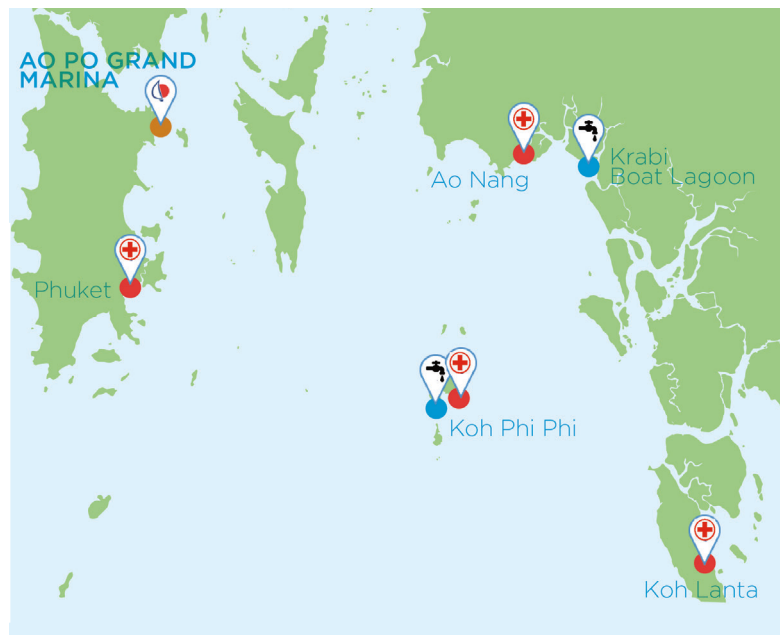 AO PO GRAND
MARINA
Ao Nang
Krabi
Boat Lagoon
Phuket
Koh Phi Phi
Koh Lanta